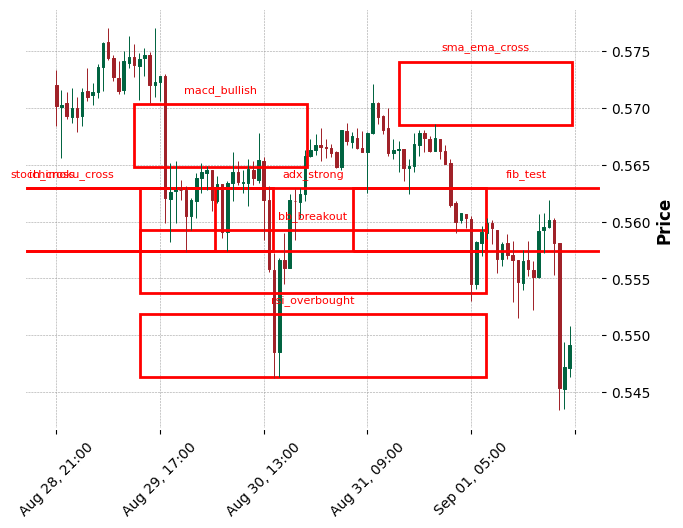 sma_ema_cross
0.575
macd_bullish
0.570
0.565
adx_strong
fib_test
bb_breakout
0.560
Price
0.555
rsi_overbought
0.550
0.545
Aug 28, 21:00
Aug 29, 17:00
Aug 30, 13:00
Aug 31, 09:00
Sep 01, 05:00